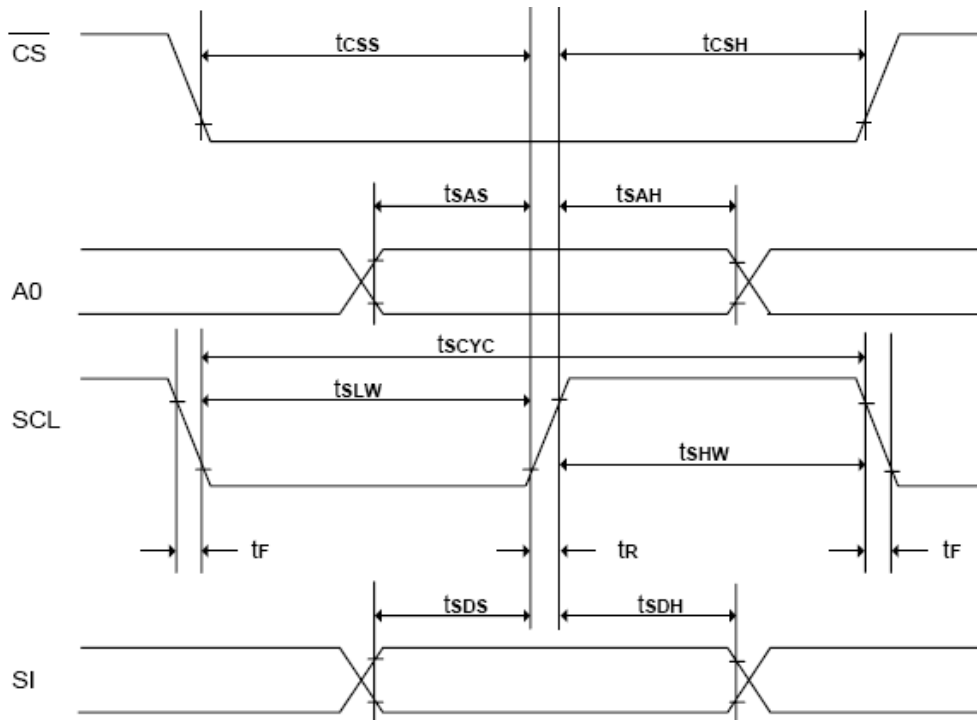 CS
tCSS
tCSH
tSAS
tSAH
A0
tSCYC
tSLW
SCL
tSHW
tF
tR
tF
tSDS
tSDH
SI